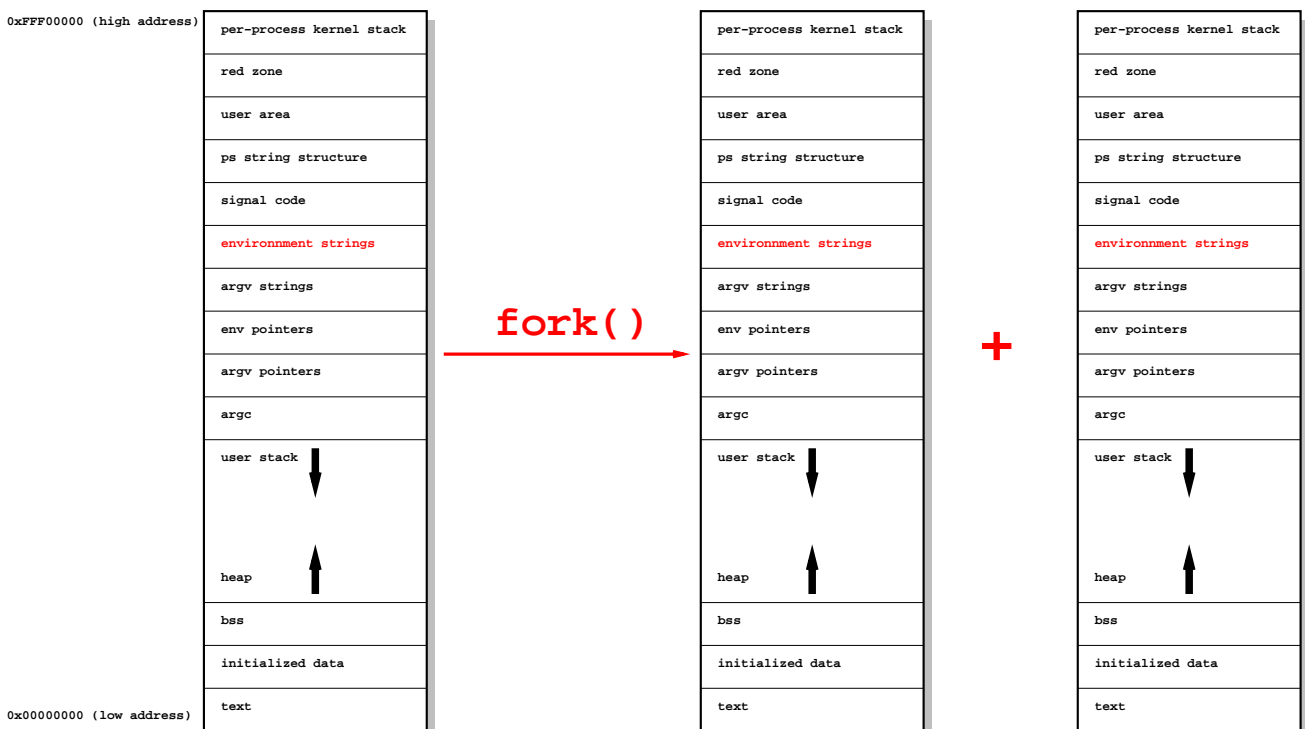 0xFFF00000 (high address)
per-process kernel stack
red zone
user area
ps string structure
signal code
environnment strings
argv strings
env pointers
argv pointers
argc
user stack
heap
bss
initialized data
text
0x00000000 (low address)
fork()
per-process kernel stack
red zone
user area
ps string structure
signal code
environnment strings
argv strings
env pointers
argv pointers
argc
user stack
heap
bss
initialized data
text
+
per-process kernel stack
red zone
user area
ps string structure
signal code
environnment strings
argv strings
env pointers
argv pointers
argc
user stack
heap
bss
initialized data
text